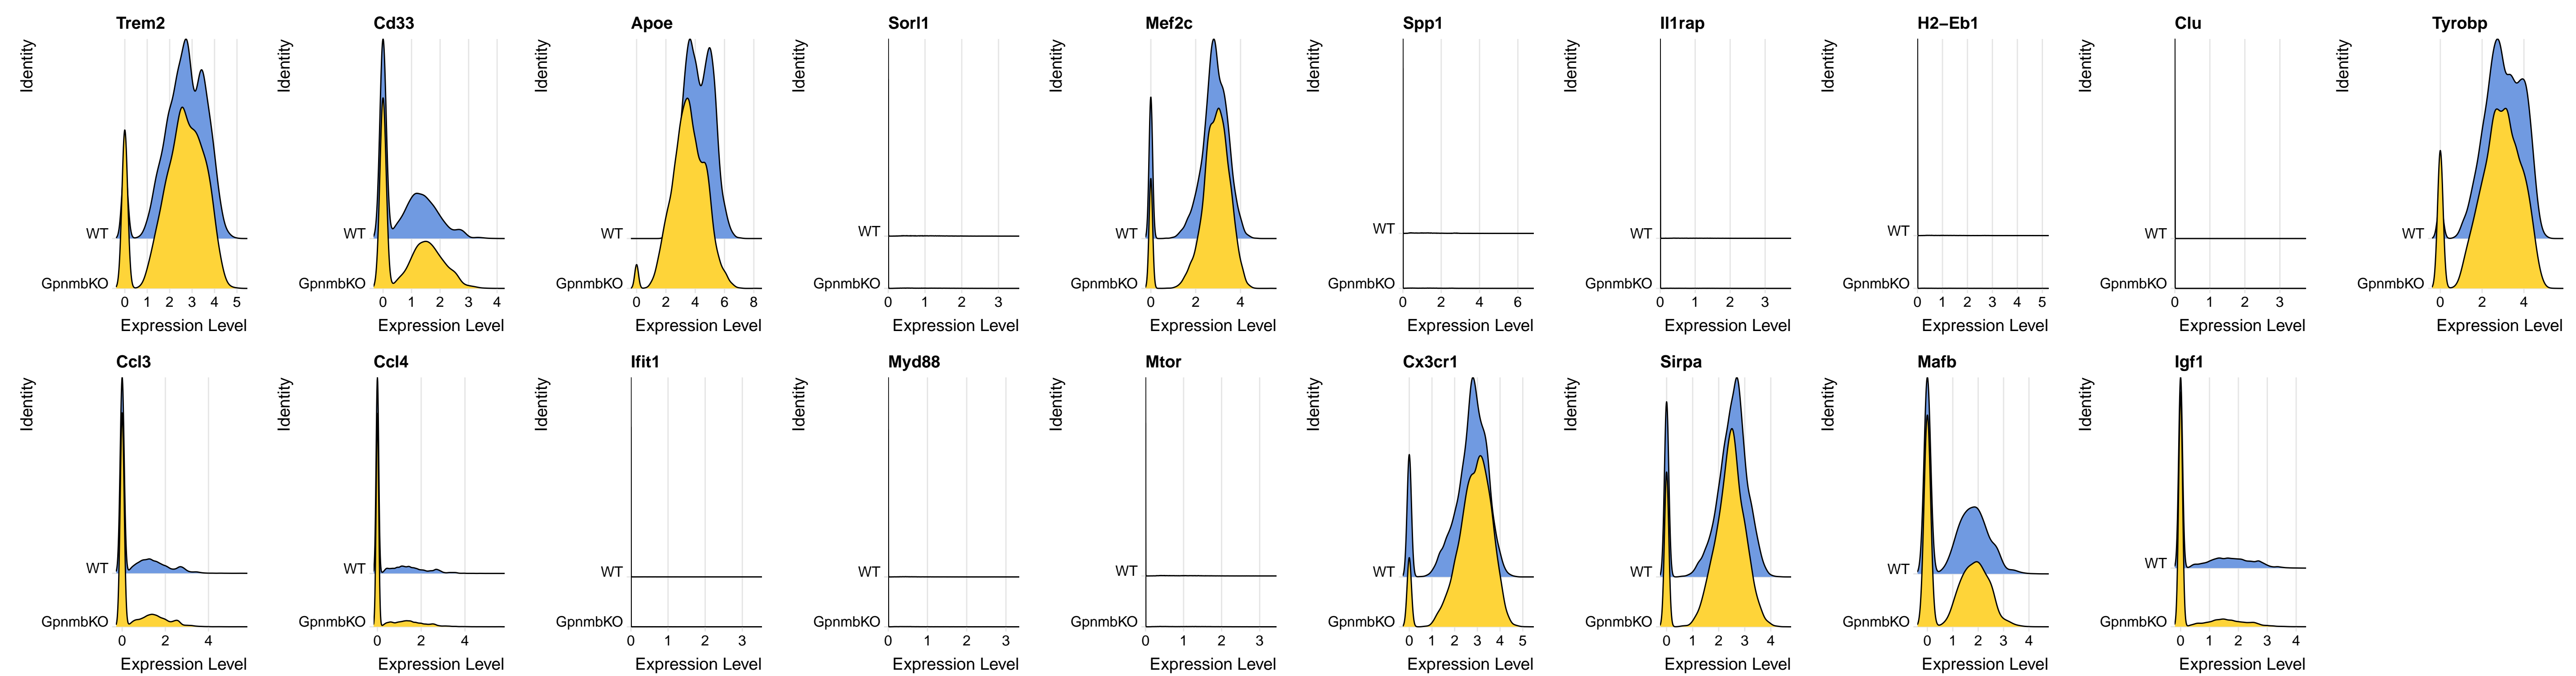 Trem2 Cd33 Apoe Sorl1 Mef2c Spp1 Il1rap H2−Eb1 Clu Tyrobp
Identity Identity Identity Identity Identity Identity Identity Identity Identity Identity
WT WT WT WT WT WT WT WT WT WT
GpnmbKO GpnmbKO GpnmbKO GpnmbKO GpnmbKO GpnmbKO GpnmbKO GpnmbKO GpnmbKO GpnmbKO
0 1 2 3 4 5 0 1 2 3 4 0 2 4 6 8 0 1 2 3 0 2 4 0 2 4 6 0 1 2 3 0 1 2 3 4 5 0 1 2 3 0 2 4
Expression Level Expression Level Expression Level Expression Level Expression Level Expression Level Expression Level Expression Level Expression Level Expression Level
Ccl3 Ccl4 Ifit1 Myd88 Mtor Cx3cr1 Sirpa Mafb Igf1
Identity Identity Identity Identity Identity Identity Identity Identity Identity
WT WT WT WT WT WT WT WT WT
GpnmbKO GpnmbKO GpnmbKO GpnmbKO GpnmbKO GpnmbKO GpnmbKO GpnmbKO GpnmbKO
0 2 4 0 2 4 0 1 2 3 0 1 2 3 0 1 2 3 0 1 2 3 4 5 0 1 2 3 4 0 1 2 3 4 0 1 2 3 4
Expression Level Expression Level Expression Level Expression Level Expression Level Expression Level Expression Level Expression Level Expression Level